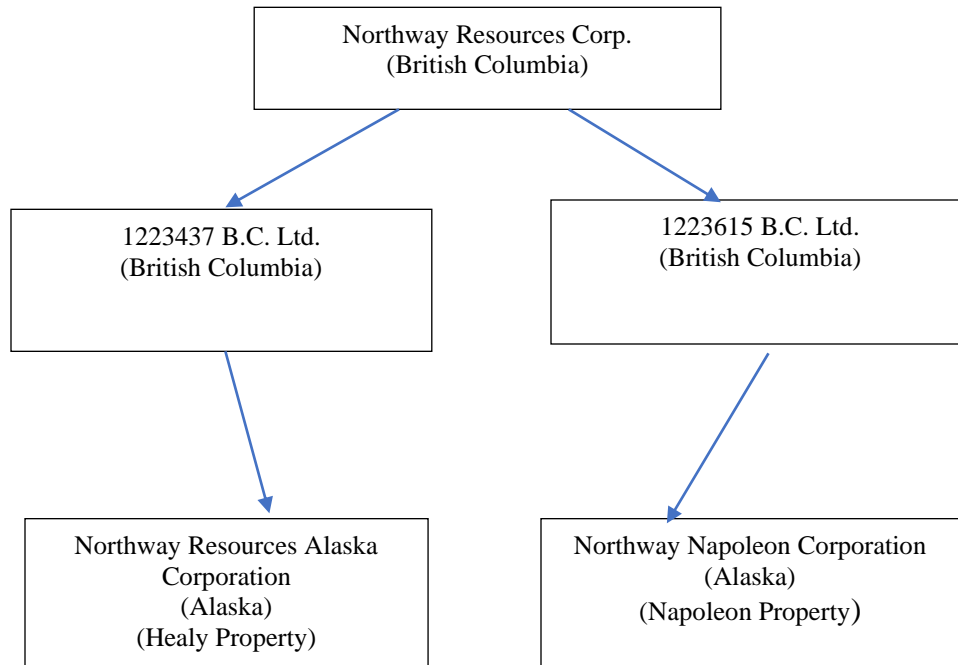 Northway Resources Corp.
(British Columbia)
1223437 B.C. Ltd.
(British Columbia)
1223615 B.C. Ltd.
(British Columbia)
Northway Resources Alaska
Corporation
(Alaska)
(Healy Property)
Northway Napoleon Corporation
(Alaska)
(Napoleon Property)